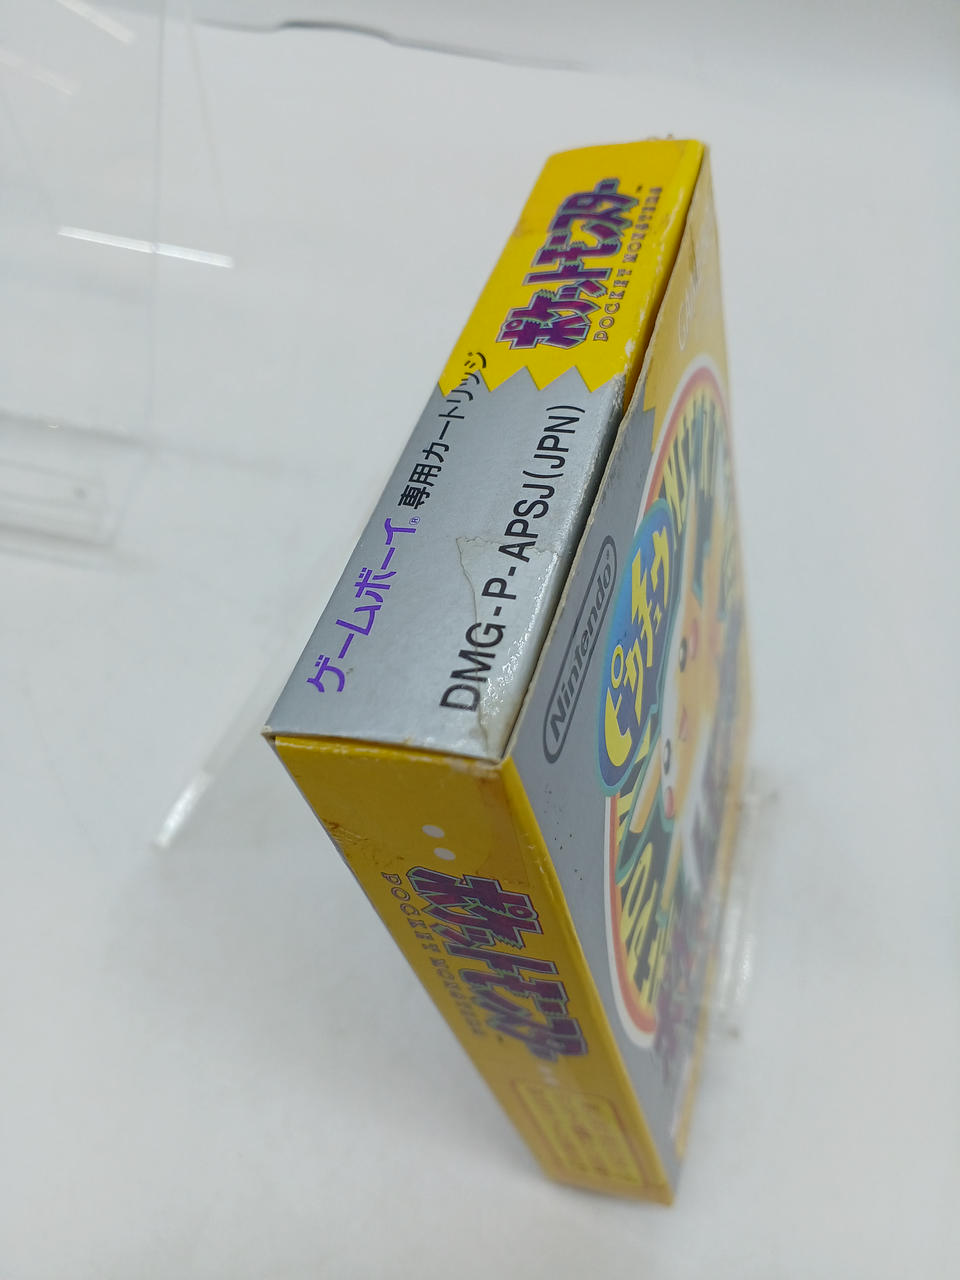 ポケットモンスター
POCKET MONSTERS
ゲームボーイ® 専用カートリッジ
DMG-P-APSJ(JPN)
Nintendo®
ピカチュウ
ポケットモンスター
POCKET MONSTERS